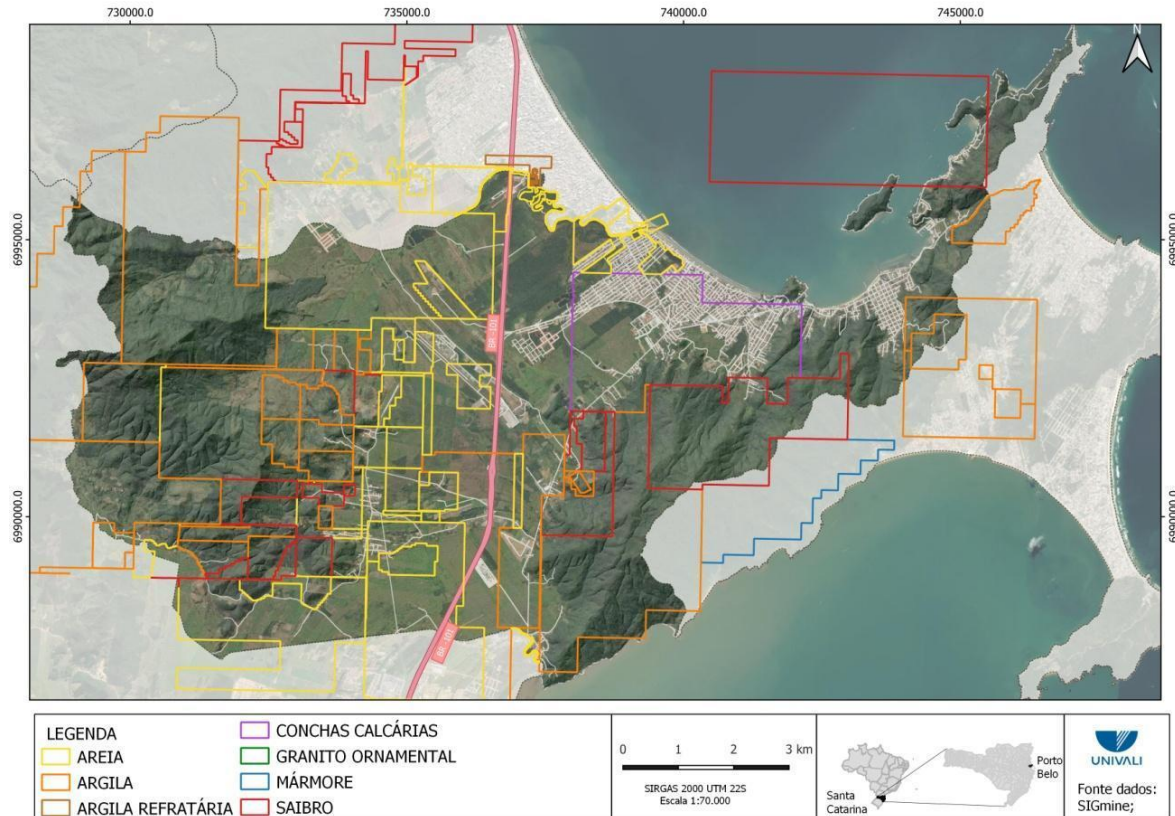 730000.0
735000.0
740000.0
745000.0
N
6995000.0
6995000.0
BR -101
6990000.0
6990000.0
BR -101
LEGENDA
AREIA
ARGILA
ARGILA REFRATÁRIA
CONCHAS CALCÁRIAS
GRANITO ORNAMENTAL
MÁRMORE
SAIBRO
0 1 2 3 km
SIRGAS 2000 UTM 22S
Escala 1:70.000
Porto
Belo
Santa
Catarina
UNIVALI
Fonte dados:
SIGmine;